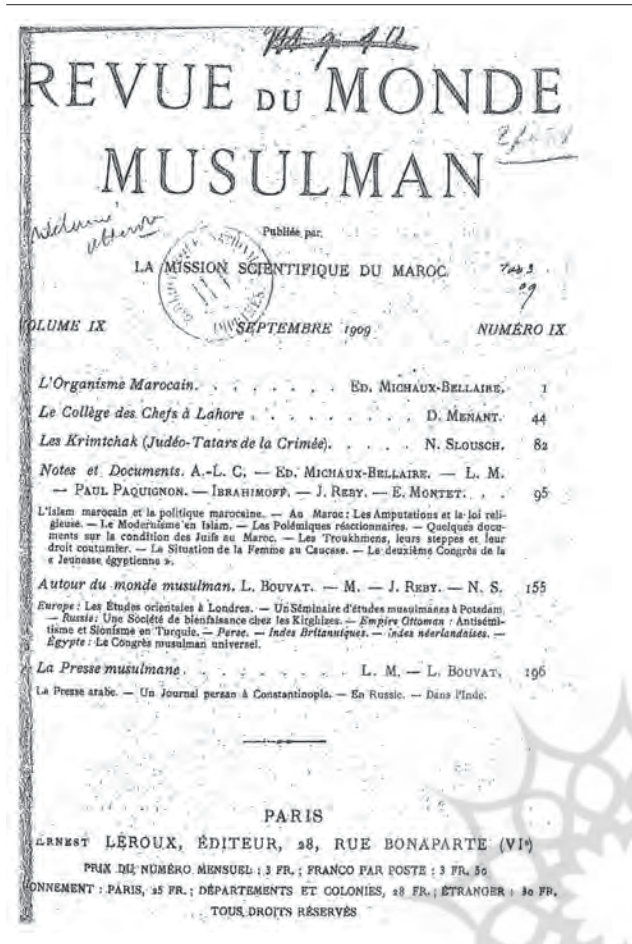 REVUE DU MONDE
MUSULMAN
Publiée par
LA MISSION SCIENTIFIQUE DU MAROC
VOLUME IX SEPTEMBRE 1909 NUMÉRO IX
L'Organisme Marocain. . . . . . . . ED. MICHAUX-BELLAIRE. 1
Le Collège des Chefs à Lahore . . . . . . . . D. MENANT. 44
Les Krimtchak (Judéo-Tatars de la Crimée). . . . . N. SLOUSCH. 82
Notes et Documents. A.-L. C. — ED. MICHAUX-BELLAIRE. — L. M.
— PAUL PAQUIGNON. — IBRAHIMOFF. — J. REBY. — E. MONTET. . . 95
L'Islam marocain et la politique marocaine. — Au Maroc : Les Amputations et la loi reli-
gieuse. — Le Modernisme en Islam. — Les Polémiques réactionnaires. — Quelques docu-
ments sur la condition des Juifs au Maroc. — Les Troukhmens, leurs steppes et leur
droit coutumier. — La Situation de la Femme au Caucase. — Le deuxième Congrès de la
« Jeunesse égyptienne ».
Autour du monde musulman. L. BOUVAT. — M. — J. REBY. — N. S. 155
Europe : Les Études orientales à Londres. — Un Séminaire d'études musulmanes à Potsdam.
— Russie: Une Société de bienfaisance chez les Kirghizes. — Empire Ottoman : Antisémi-
tisme et Sionisme en Turquie. — Perse. — Indes Britanniques. — Indes néerlandaises. —
Égypte : Le Congrès musulman universel.
La Presse musulmane. . . . . . . . L. M. — L. BOUVAT. 196
La Presse arabe. — Un Journal persan à Constantinople. — En Russie. — Dans l'Inde.
PARIS
ERNEST LEROUX, ÉDITEUR, 28, RUE BONAPARTE (VIe)
PRIX DU NUMÉRO MENSUEL : 3 FR. ; FRANCO PAR POSTE : 3 FR. 50
ONNEMENT : PARIS, 25 FR. ; DÉPARTEMENTS ET COLONIES, 28 FR. ; ÉTRANGER : 30 FR.
TOUS DROITS RÉSERVÉS